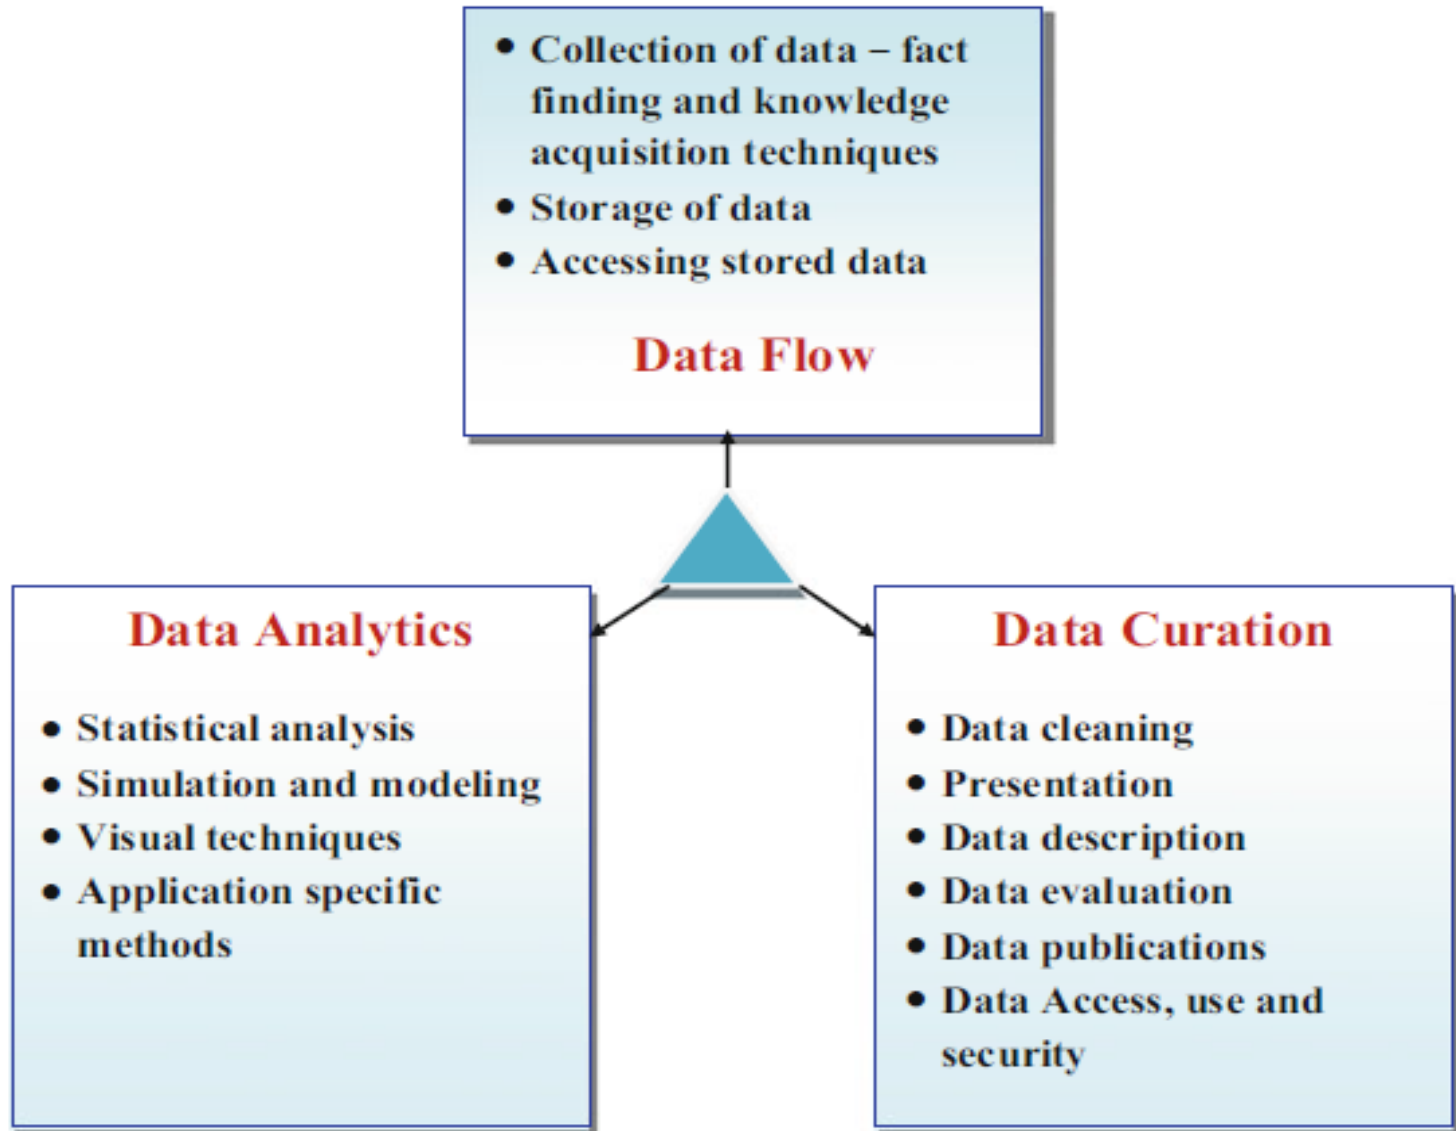 • Collection of data – fact
finding and knowledge
acquisition techniques
• Storage of data
• Accessing stored data
Data Flow
Data Analytics
• Statistical analysis
• Simulation and modeling
• Visual techniques
• Application specific
methods
Data Curation
• Data cleaning
• Presentation
• Data description
• Data evaluation
• Data publications
• Data Access, use and
security